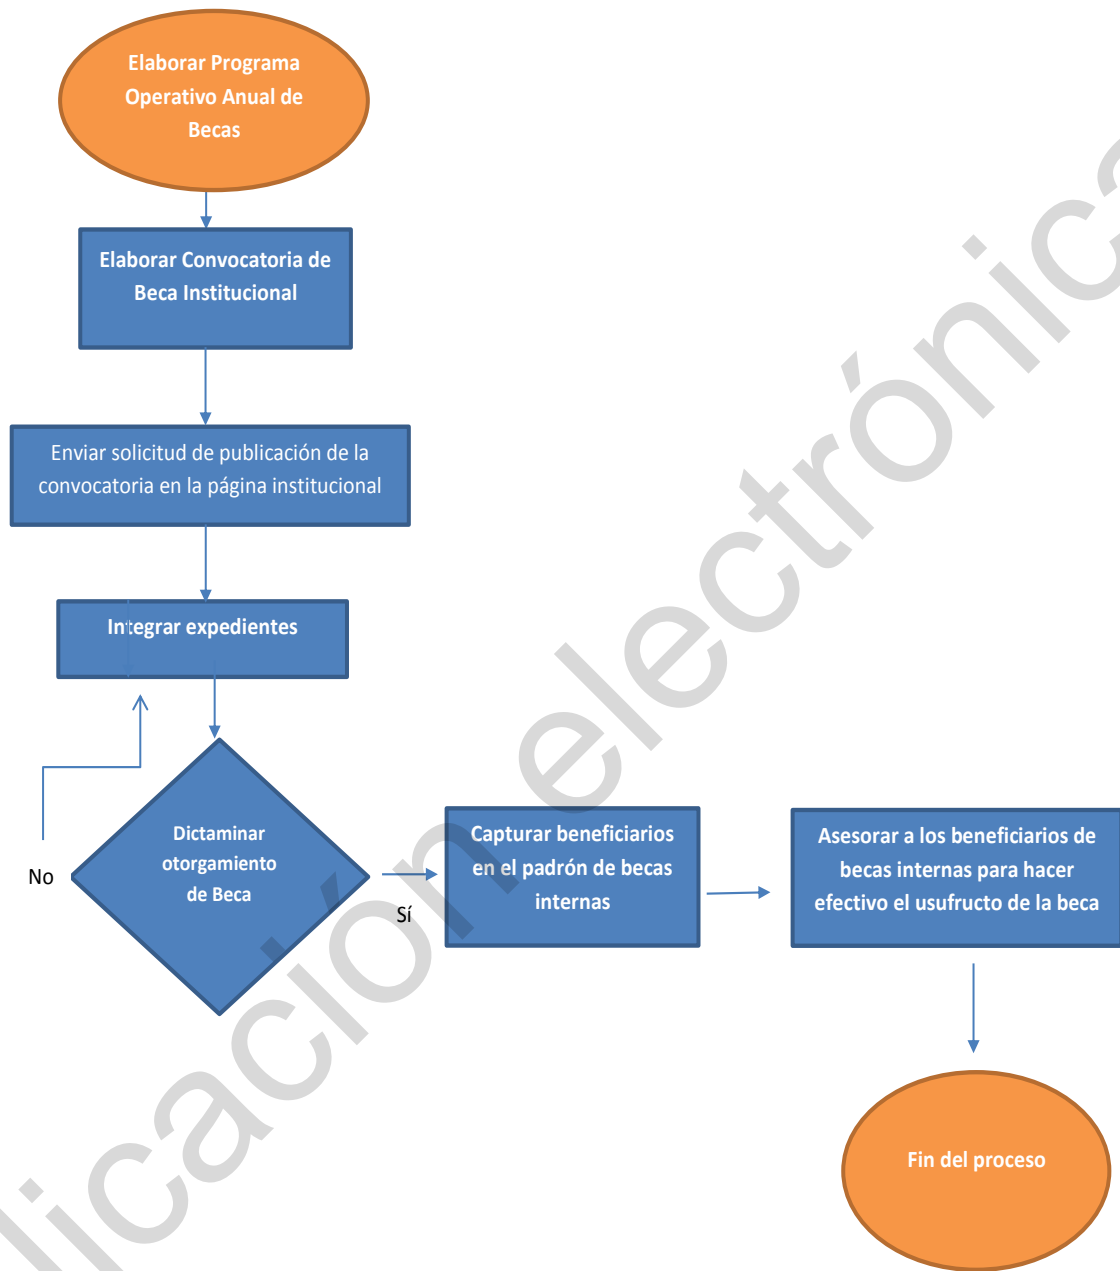 Elaborar Programa
Operativo Anual de
Becas
Elaborar Convocatoria de
Beca Institucional
Enviar solicitud de publicación de la
convocatoria en la página institucional
Integrar expedientes
Dictaminar
otorgamiento
de Beca
No
Sí
Capturar beneficiarios
en el padrón de becas
internas
Asesorar a los beneficiarios de
becas internas para hacer
efectivo el usufructo de la beca
Fin del proceso
licación electrónica